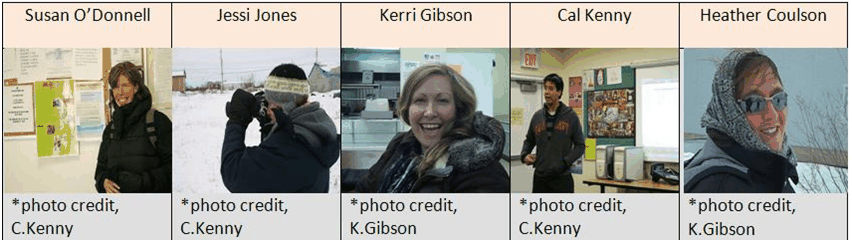 Susan O’Donnell
Jessi Jones
Kerri Gibson
Cal Kenny
Heather Coulson
EXIT
*photo credit,
C.Kenny
*photo credit,
C.Kenny
*photo credit,
K.Gibson
*photo credit,
C.Kenny
*photo credit,
K.Gibson